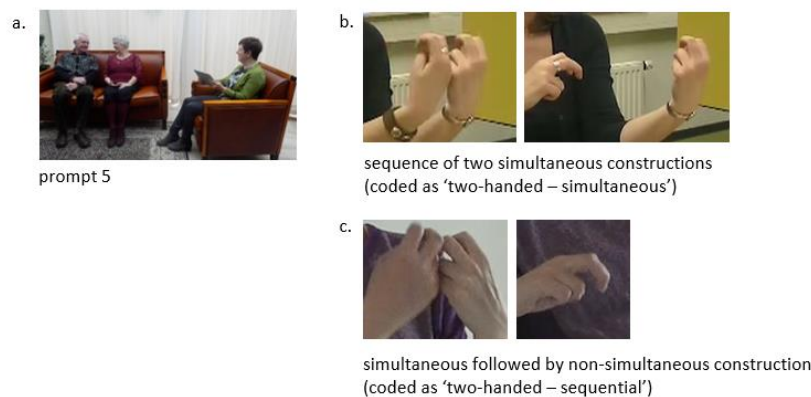 a.
prompt 5
b.
sequence of two simultaneous constructions
(coded as ‘two-handed – simultaneous’)
c.
simultaneous followed by non-simultaneous construction
(coded as ‘two-handed – sequential’)